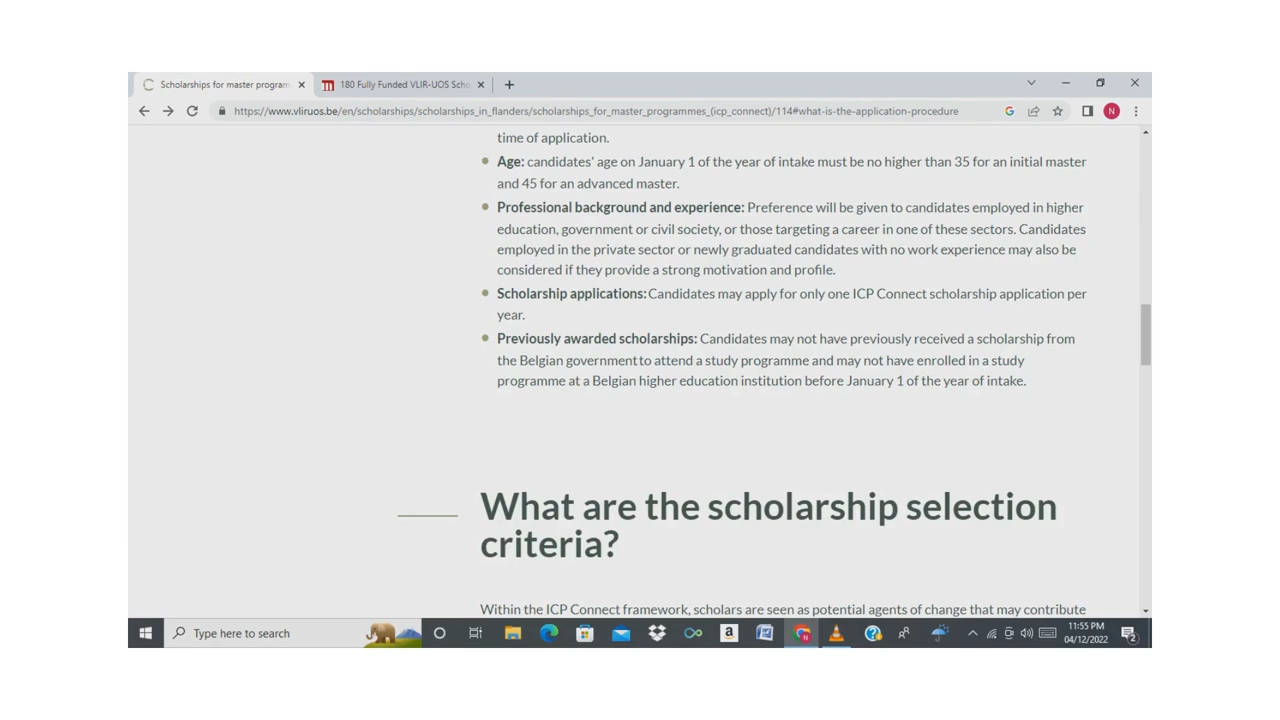 Scholarships for master program
180 Fully Funded VLIR-UOS Scho
https://www.vliruos.be/en/scholarships/scholarships_in_flanders/scholarships_for_master_programmes_(icp_connect)/114#what-is-the-application-procedure
G
N
time of application.
Age: candidates' age on January 1 of the year of intake must be no higher than 35 for an initial master
and 45 for an advanced master.
Professional background and experience: Preference will be given to candidates employed in higher
education, government or civil society, or those targeting a career in one of these sectors. Candidates
employed in the private sector or newly graduated candidates with no work experience may also be
considered if they provide a strong motivation and profile.
Scholarship applications: Candidates may apply for only one ICP Connect scholarship application per
year.
Previously awarded scholarships: Candidates may not have previously received a scholarship from
the Belgian government to attend a study programme and may not have enrolled in a study
programme at a Belgian higher education institution before January 1 of the year of intake.
What are the scholarship selection
criteria?
Within the ICP Connect framework, scholars are seen as potential agents of change that may contribute
Type here to search
11:55 PM
04/12/2022
2